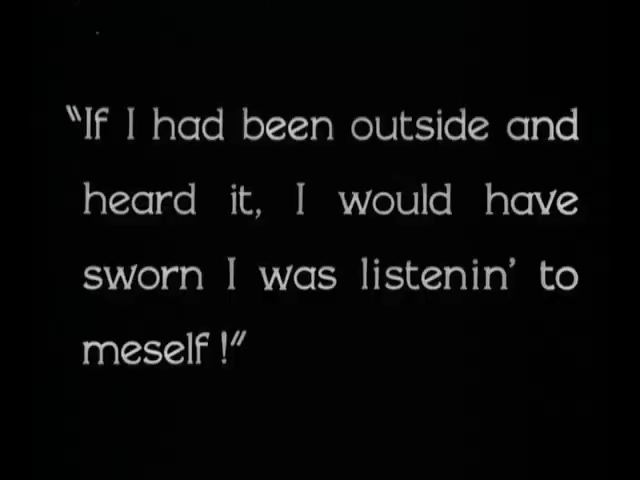 "If I had been outside and
heard it, I would have
sworn I was listenin' to
meself!"